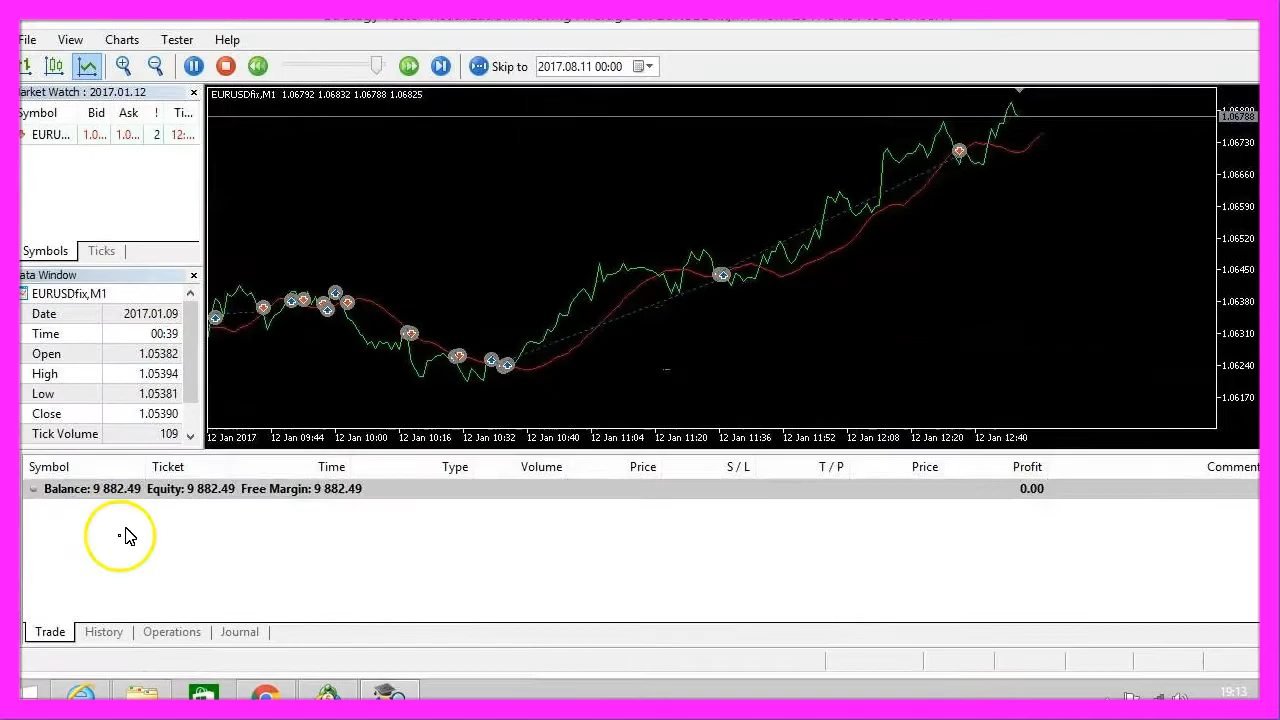 File View Charts Tester Help
Skip to 2017.08.11 00:00
arket Watch : 2017.01.12
Symbol Bid Ask ! Ti...
EURU... 1.0... 1.0... 2 12:...
Symbols Ticks
ata Window
EURUSDfix,M1
Date 2017.01.09
Time 00:39
Open 1.05382
High 1.05394
Low 1.05381
Close 1.05390
Tick Volume 109
EURUSDfix,M1 1.06792 1.06832 1.06788 1.06825
1.06788
1.06730
1.06660
1.06590
1.06520
1.06450
1.06380
1.06310
1.06240
1.06170
12 Jan 2017 12 Jan 09:44 12 Jan 10:00 12 Jan 10:16 12 Jan 10:32 12 Jan 10:40 12 Jan 11:04 12 Jan 11:20 12 Jan 11:36 12 Jan 11:52 12 Jan 12:00 12 Jan 12:20 12 Jan 12:40
Symbol Ticket Time Type Volume Price S / L T / P Price Profit Comment
Balance: 9 882.49 Equity: 9 882.49 Free Margin: 9 882.49 0.00
Trade History Operations Journal
19:13